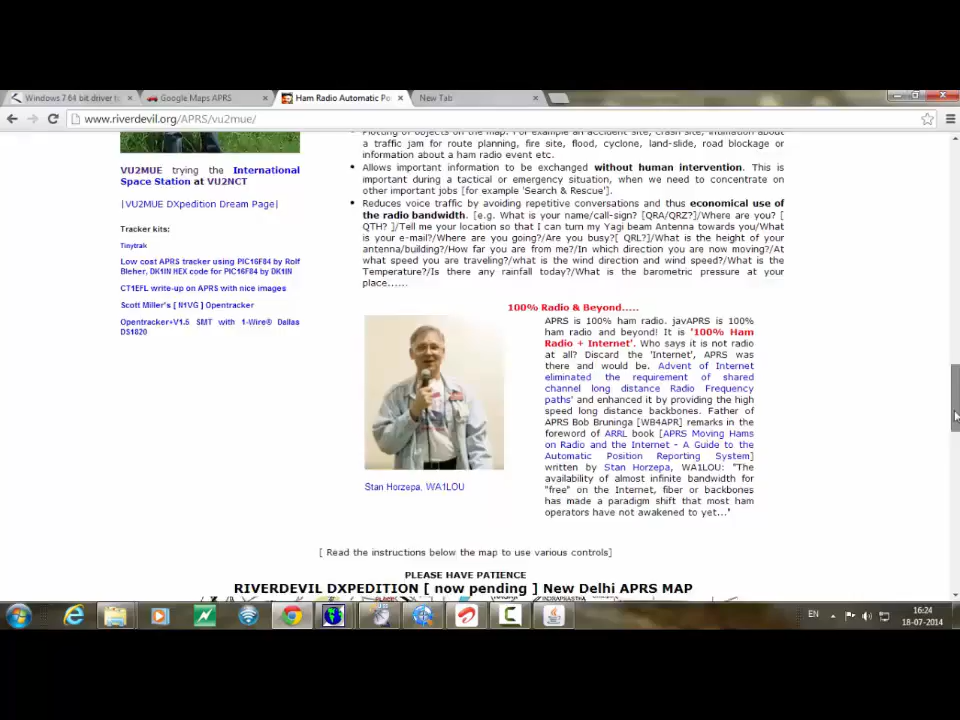 Windows 7 64 bit driver to
Google Maps APRS
Ham Radio Automatic Po
New Tab
www.riverdevil.org/APRS/vu2mue/
VU2MUE trying the International
Space Station at VU2NCT
|VU2MUE DXpedition Dream Page|
Tracker kits:
Tinytrak
Low cost APRS tracker using PIC16F84 by Rolf
Bleher, DK1IN HEX code for PIC16F84 by DK1IN
CT1EFL write-up on APRS with nice images
Scott Miller's [ N1VG ] Opentracker
Opentracker+V1.5 SMT with 1-Wire® Dallas
DS1820
Plotting of objects on the map. For example an accident site, crash site, intimation about
a traffic jam for route planning, fire site, flood, cyclone, land-slide, road blockage or
information about a ham radio event etc.
Allows important information to be exchanged without human intervention. This is
important during a tactical or emergency situation, when we need to concentrate on
other important jobs [for example 'Search & Rescue'].
Reduces voice traffic by avoiding repetitive conversations and thus economical use of
the radio bandwidth. [e.g. What is your name/call-sign? [QRA/QRZ?]/Where are you? [
QTH? ]/Tell me your location so that I can turn my Yagi beam Antenna towards you/What
is your e-mail?/Where are you going?/Are you busy?[ QRL?]/What is the height of your
antenna/building?/How far you are from me?/In which direction you are now moving?/At
what speed you are traveling?/what is the wind direction and wind speed?/What is the
Temperature?/Is there any rainfall today?/What is the barometric pressure at your
place......
100% Radio & Beyond.....
APRS is 100% ham radio. javAPRS is 100%
ham radio and beyond! It is '100% Ham
Radio + Internet'. Who says it is not radio
at all? Discard the 'Internet', APRS was
there and would be. Advent of Internet
eliminated the requirement of shared
channel long distance Radio Frequency
paths' and enhanced it by providing the high
speed long distance backbones. Father of
APRS Bob Bruninga [WB4APR] remarks in the
foreword of ARRL book [APRS Moving Hams
on Radio and the Internet - A Guide to the
Automatic Position Reporting System]
written by Stan Horzepa, WA1LOU: "The
availability of almost infinite bandwidth for
"free" on the Internet, fiber or backbones
has made a paradigm shift that most ham
operators have not awakened to yet..."
Stan Horzepa, WA1LOU
[ Read the instructions below the map to use various controls]
PLEASE HAVE PATIENCE
RIVERDEVIL DXPEDITION [ now pending ] New Delhi APRS MAP
EN
16:24
18-07-2014